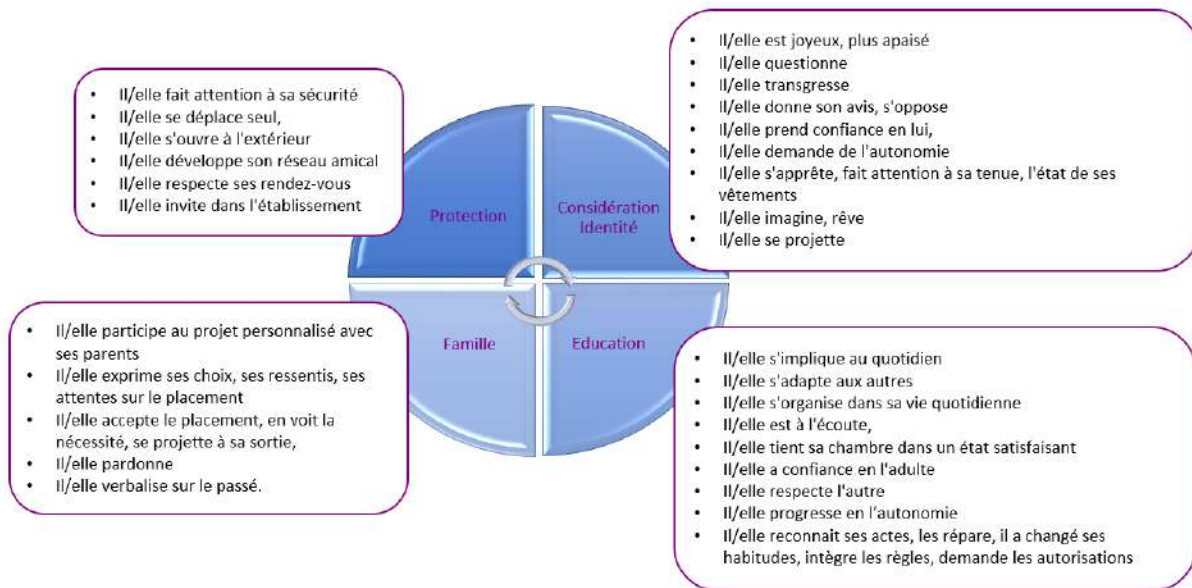 • Il/elle fait attention à sa sécurité
• Il/elle se déplace seul,
• Il/elle s'ouvre à l'extérieur
• Il/elle développe son réseau amical
• Il/elle respecte ses rendez-vous
• Il/elle invite dans l'établissement
• Il/elle est joyeux, plus apaisé
• Il/elle questionne
• Il/elle transgresse
• Il/elle donne son avis, s'oppose
• Il/elle prend confiance en lui,
• Il/elle demande de l'autonomie
• Il/elle s'apprête, fait attention à sa tenue, l'état de ses
vêtements
• Il/elle imagine, rêve
• Il/elle se projette
Protection
Considération
Identité
Famille
Education
• Il/elle participe au projet personnalisé avec
ses parents
• Il/elle exprime ses choix, ses ressentis, ses
attentes sur le placement
• Il/elle accepte le placement, en voit la
nécessité, se projette à sa sortie,
• Il/elle pardonne
• Il/elle verbalise sur le passé.
• Il/elle s'implique au quotidien
• Il/elle s'adapte aux autres
• Il/elle s'organise dans sa vie quotidienne
• Il/elle est à l'écoute,
• Il/elle tient sa chambre dans un état satisfaisant
• Il/elle a confiance en l'adulte
• Il/elle respecte l'autre
• Il/elle progresse en l'autonomie
• Il/elle reconnait ses actes, les répare, il a changé ses
habitudes, intègre les règles, demande les autorisations